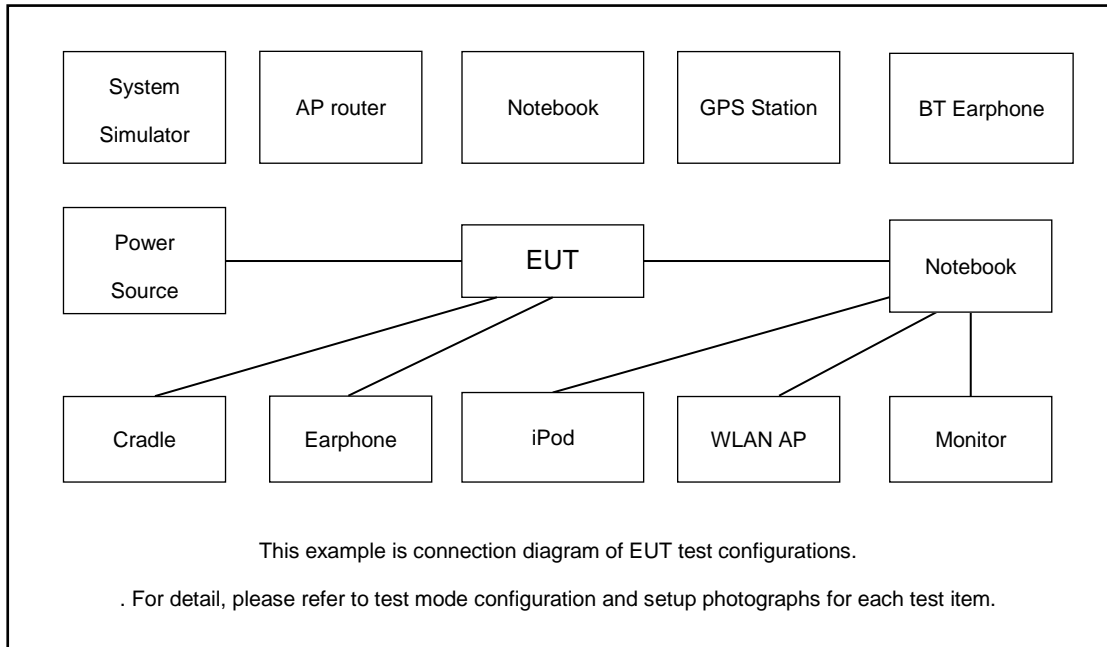 System
Simulator
AP router
Notebook
GPS Station
BT Earphone
Power
Source
EUT
Notebook
Cradle
Earphone
iPod
WLAN AP
Monitor
This example is connection diagram of EUT test configurations.
. For detail, please refer to test mode configuration and setup photographs for each test item.